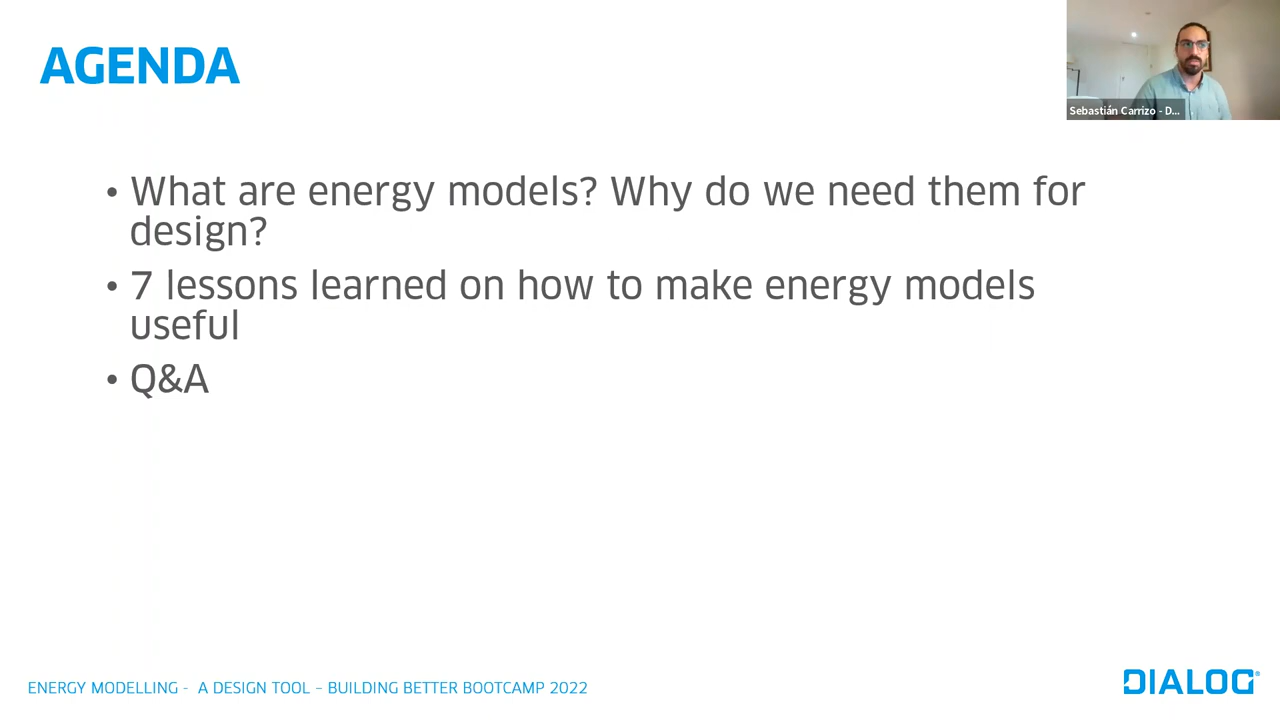 AGENDA
Sebastián Carrizo - D...
• What are energy models? Why do we need them for
design?
• 7 lessons learned on how to make energy models
useful
• Q&A
ENERGY MODELLING - A DESIGN TOOL – BUILDING BETTER BOOTCAMP 2022
DIALOG®